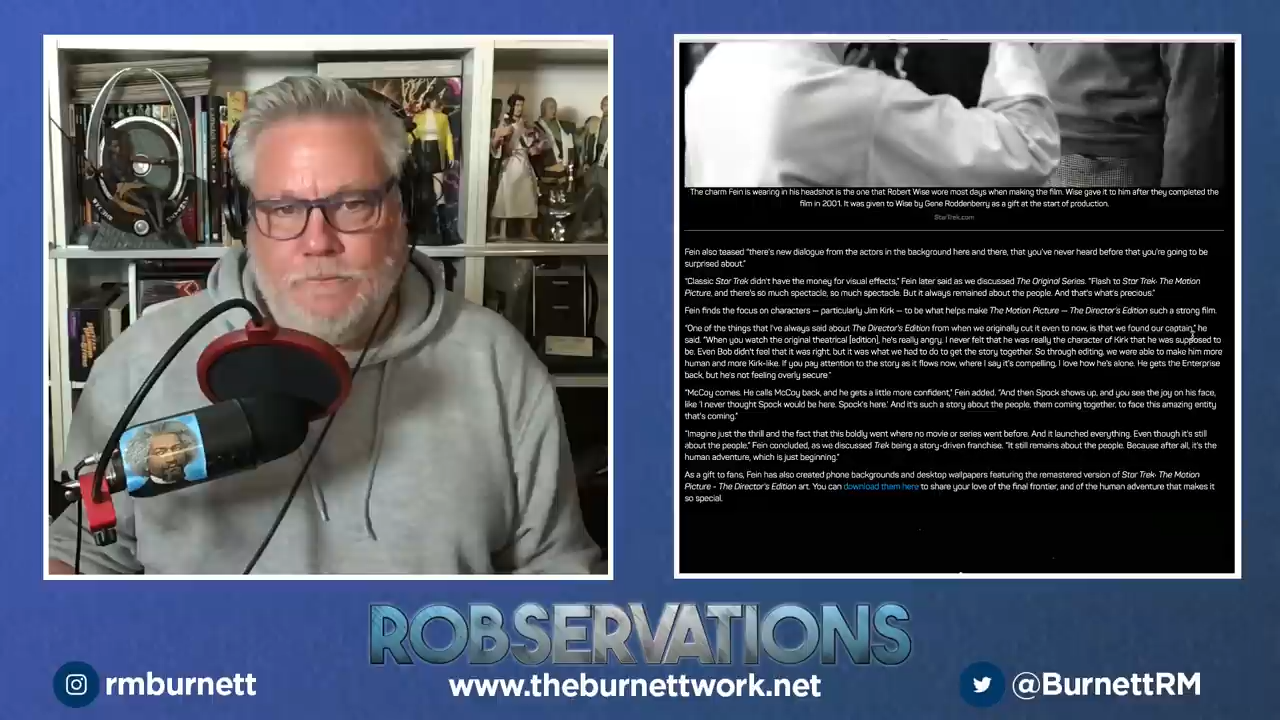 The charm Fein is wearing in his headshot is the one that Robert Wise wore most days when making the film. Wise gave it to him after they completed the
film in 2001. It was given to Wise by Gene Roddenberry as a gift at the start of production.
StarTrek.com
Fein also teased "there's new dialogue from the actors in the background here and there, that you've never heard before that you're going to be
surprised about."
"Classic Star Trek didn't have the money for visual effects," Fein later said as we discussed The Original Series. "Flash to Star Trek: The Motion
Picture, and there's so much spectacle, so much spectacle. But it always remained about the people. And that's what's precious."
Fein finds the focus on characters — particularly Jim Kirk — to be what helps make The Motion Picture — The Director's Edition such a strong film.
"One of the things that I've always said about The Director's Edition from when we originally cut it even to now, is that we found our captain," he
said. "When you watch the original theatrical [edition], he's really angry. I never felt that he was really the character of Kirk that he was supposed to
be. Even Bob didn't feel that it was right, but it was what we had to do to get the story together. So through editing, we were able to make him more
human and more Kirk-like. If you pay attention to the story as it flows now, where I say it's compelling, I love how he's alone. He gets the Enterprise
back, but he's not feeling overly secure."
"McCoy comes. He calls McCoy back, and he gets a little more confident," Fein added. "And then Spock shows up, and you see the joy on his face,
like 'I never thought Spock would be here. Spock's here.' And it's such a story about the people, them coming together, to face this amazing entity
that's coming."
"Imagine just the thrill and the fact that this boldly went where no movie or series went before. And it launched everything. Even though it's still
about the people," Fein concluded, as we discussed Trek being a story-driven franchise. "It still remains about the people. Because after all, it's the
human adventure, which is just beginning."
As a gift to fans, Fein has also created phone backgrounds and desktop wallpapers featuring the remastered version of Star Trek: The Motion
Picture - The Director's Edition art. You can download them here to share your love of the final frontier, and of the human adventure that makes it
so special.
ROBSERVATIONS
rmburnett
www.theburnettwork.net
@BurnettRM